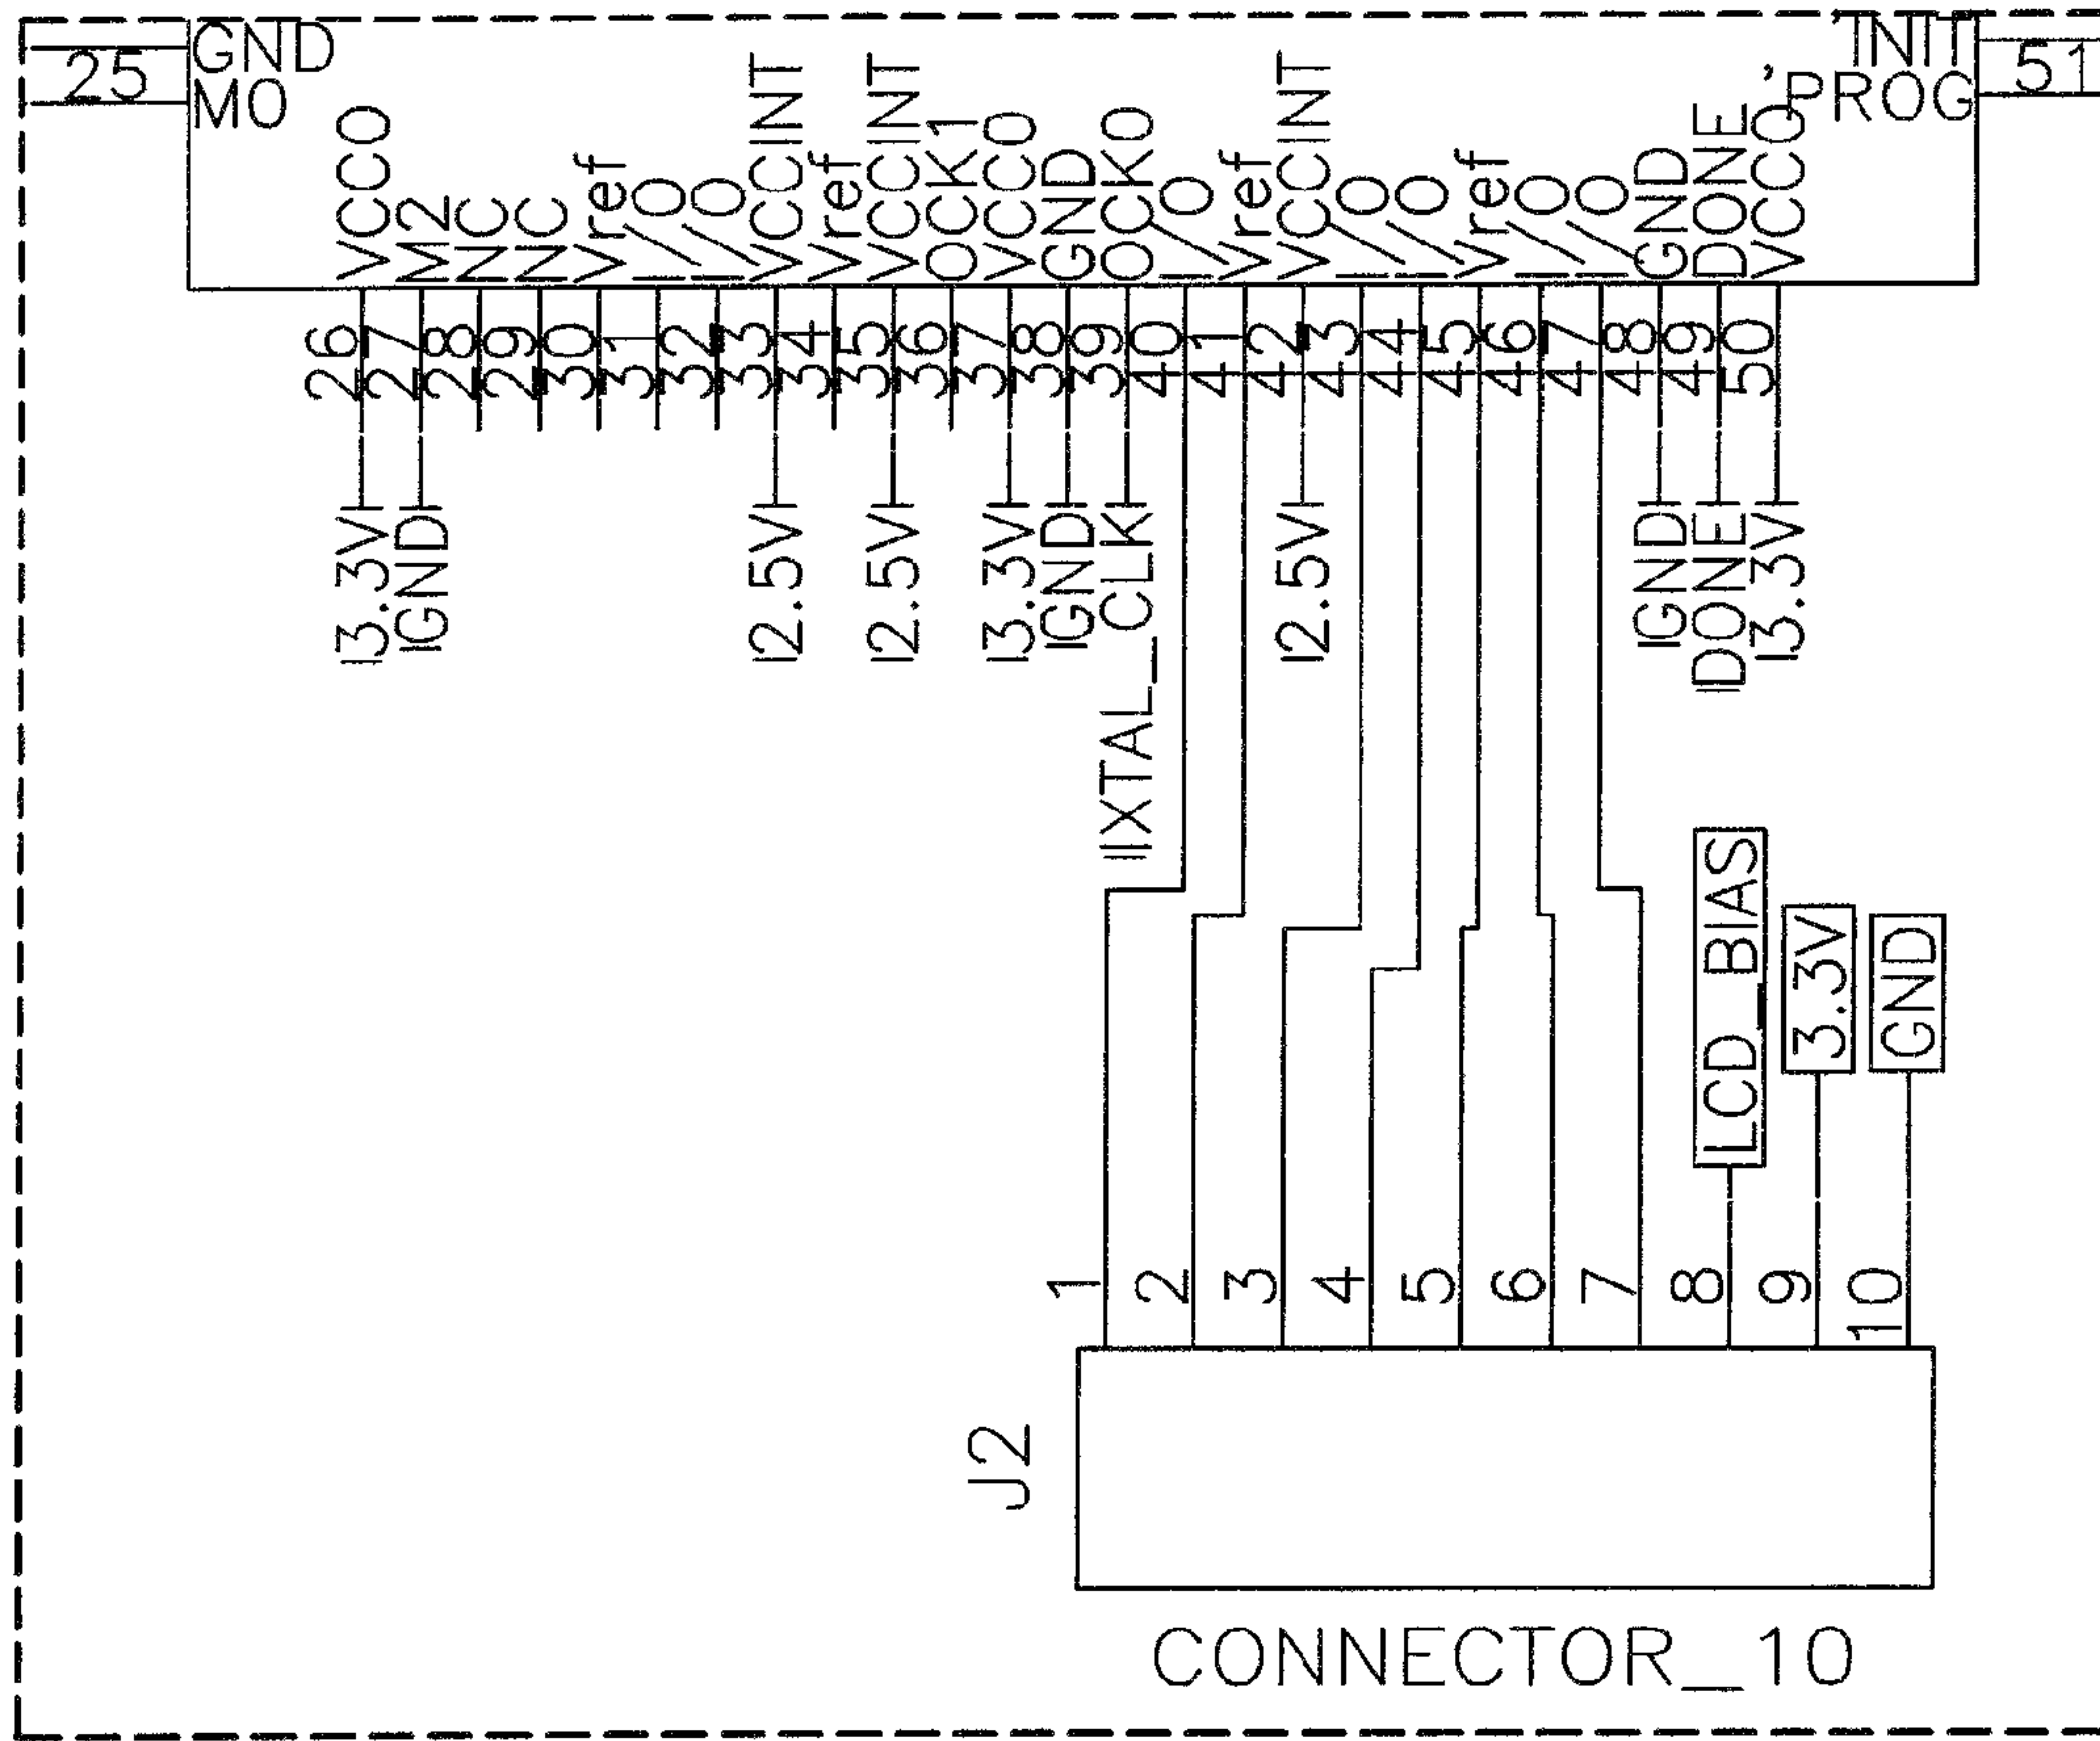 GND
25
M0
'INIT
'PROG
51
VCCO
M2
NC
NC
Vref
I/O
I/O
VCCINT
Vref
VCCINT
OCK1
VCCO
GND
OCK0
I/O
Vref
VCCINT
I/O
I/O
Vref
I/O
I/O
GND
DONE
VCCO
26
27
28
29
30
31
32
33
34
35
36
37
38
39
40
41
42
43
44
45
46
47
48
49
50
3.3V
GND
2.5V
2.5V
3.3V
GND
XTAL_CLK
2.5V
GND
DONE
3.3V
LCD_BIAS
3.3V
GND
1
2
3
4
5
6
7
8
9
10
J2
CONNECTOR_10